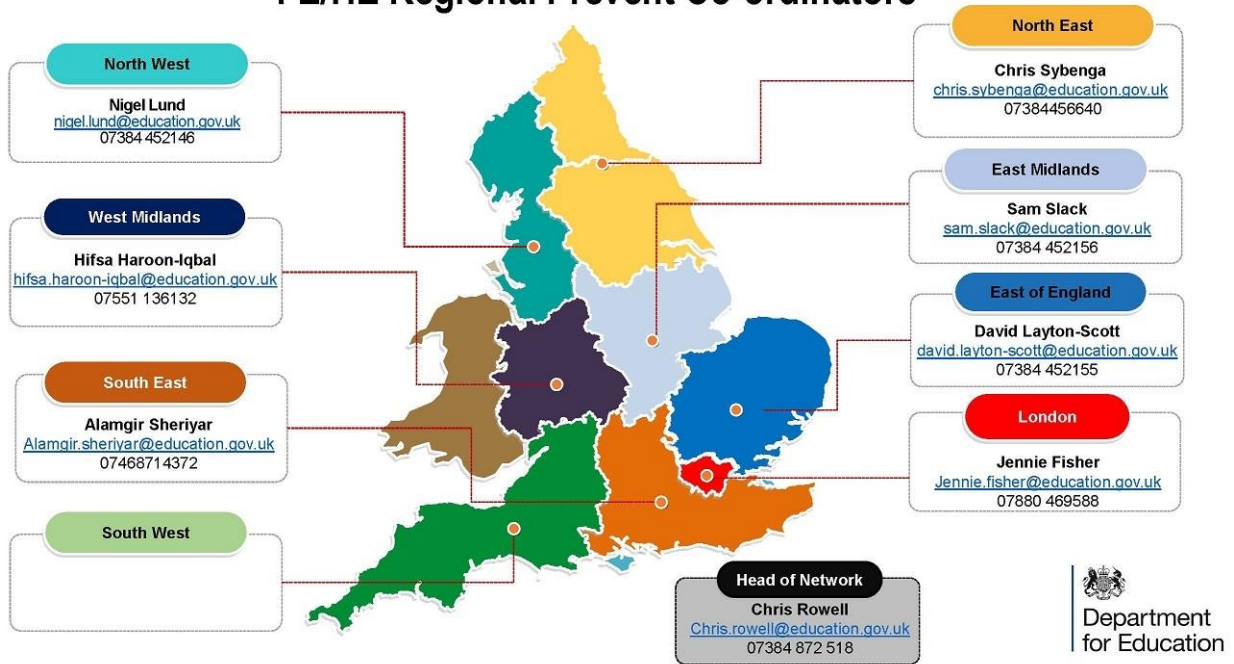 FE/HE Regional Prevent Co-ordinators
North West
Nigel Lund
nigel.lund@education.gov.uk
07384 452146
West Midlands
Hifsa Haroon-Iqbal
hifsa.haroon-iqbal@education.gov.uk
07551 136132
South East
Alamgir Sheriyar
Alamgir.sheriyar@education.gov.uk
07468714372
South West
North East
Chris Sybenga
chris.sybenga@education.gov.uk
07384456640
East Midlands
Sam Slack
sam.slack@education.gov.uk
07384 452156
East of England
David Layton-Scott
david.layton-scott@education.gov.uk
07384 452155
London
Jennie Fisher
Jennie.fisher@education.gov.uk
07880 469588
Head of Network
Chris Rowell
Chris.rowell@education.gov.uk
07384 872 518
Department
for Education